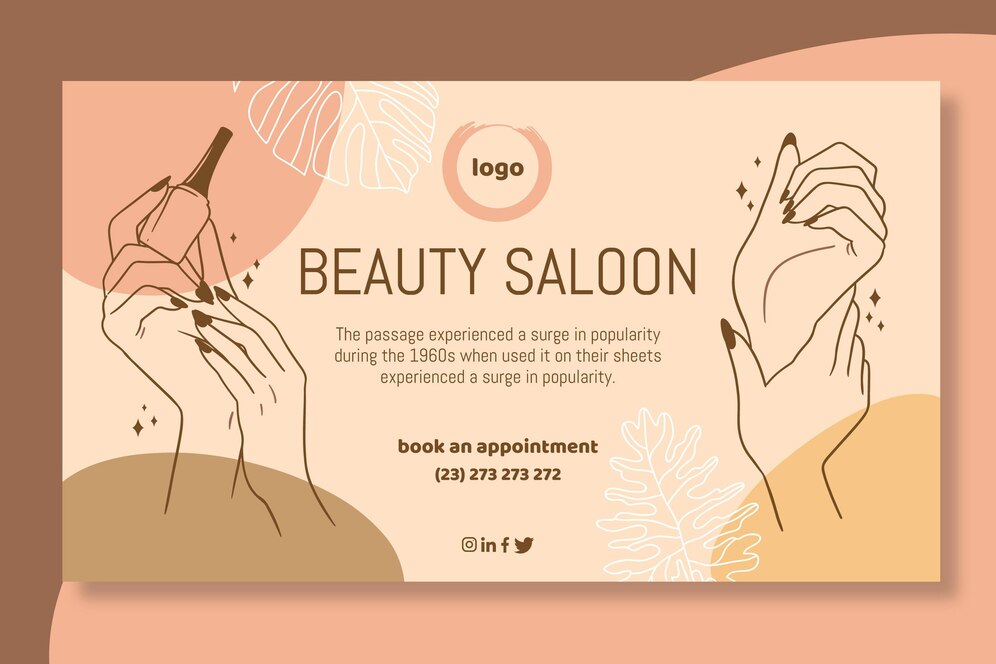 logo
BEAUTY SALOON
The passage experienced a surge in popularity
during the 1960s when used it on their sheets
experienced a surge in popularity.
book an appointment
(23) 273 273 272